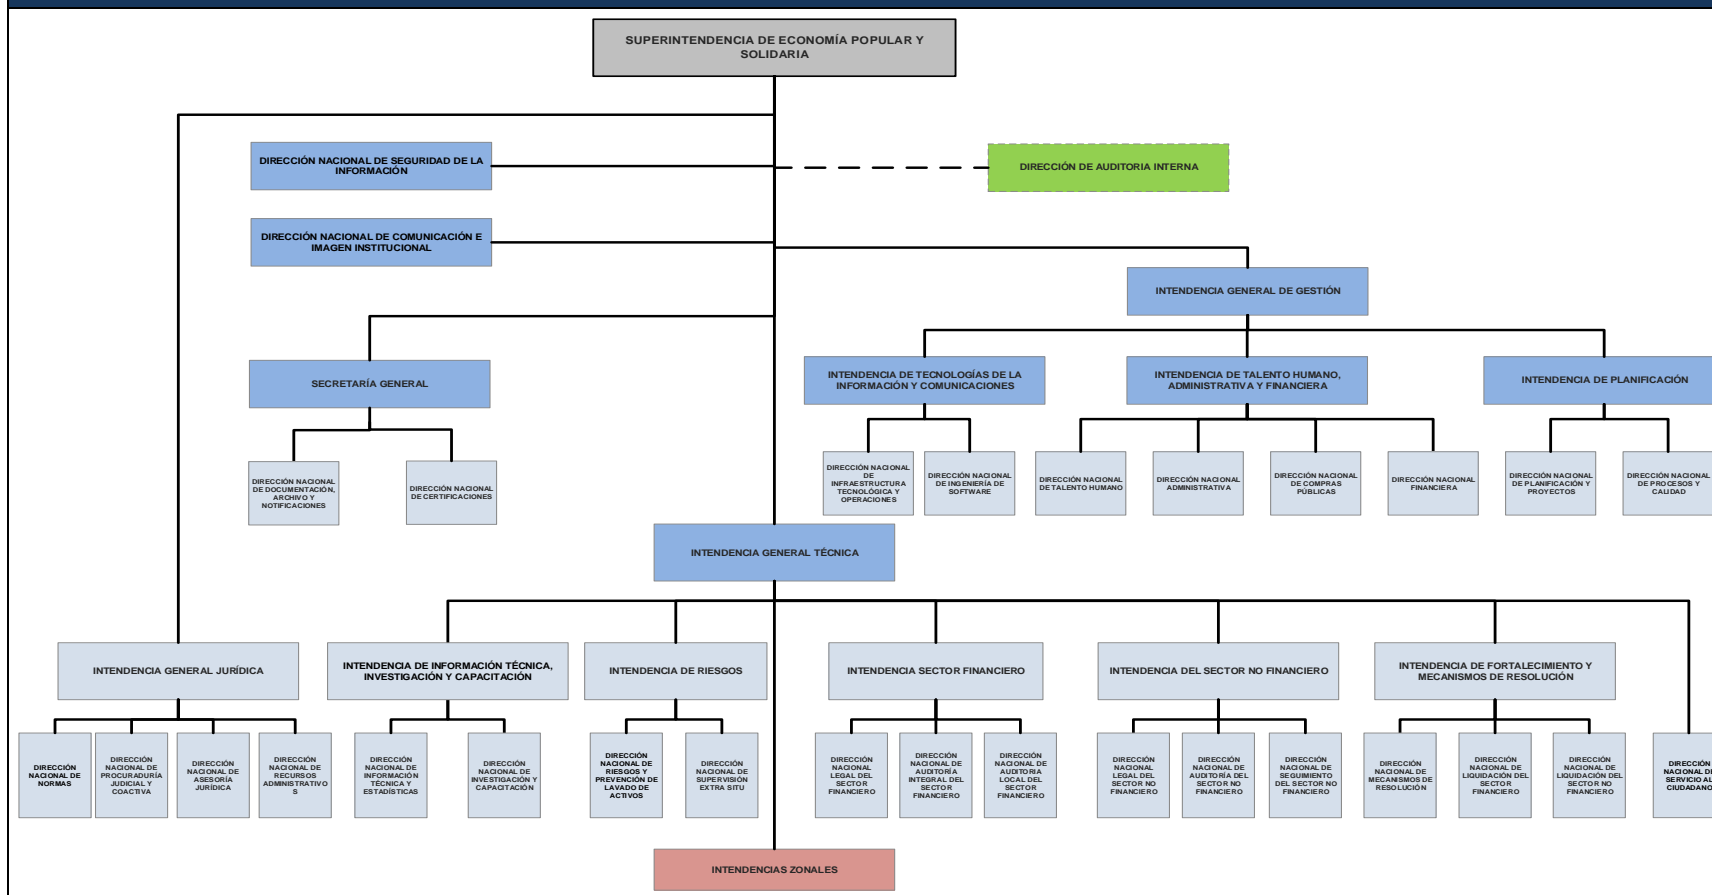 SUPERINTENDENCIA DE ECONOMÍA POPULAR Y
SOLIDARIA
DIRECCIÓN NACIONAL DE SEGURIDAD DE LA
INFORMACIÓN
DIRECCIÓN DE AUDITORIA INTERNA
DIRECCIÓN NACIONAL DE COMUNICACIÓN E
IMAGEN INSTITUCIONAL
INTENDENCIA GENERAL DE GESTIÓN
SECRETARÍA GENERAL
INTENDENCIA DE TECNOLOGÍAS DE LA
INFORMACIÓN Y COMUNICACIONES
INTENDENCIA DE TALENTO HUMANO,
ADMINISTRATIVA Y FINANCIERA
INTENDENCIA DE PLANIFICACIÓN
DIRECCIÓN NACIONAL
DE DOCUMENTACIÓN,
ARCHIVO Y
NOTIFICACIONES
DIRECCIÓN NACIONAL
DE CERTIFICACIONES
DIRECCIÓN NACIONAL
DE
INFRAESTRUCTURA
TECNOLÓGICA Y
OPERACIONES
DIRECCIÓN NACIONAL
DE INGENIERÍA DE
SOFTWARE
DIRECCIÓN NACIONAL
DE TALENTO HUMANO
DIRECCIÓN NACIONAL
ADMINISTRATIVA
DIRECCIÓN NACIONAL
DE COMPRAS
PÚBLICAS
DIRECCIÓN NACIONAL
FINANCIERA
DIRECCIÓN NACIONAL
DE PLANIFICACIÓN Y
PROYECTOS
DIRECCIÓN NACIONAL
DE PROCESOS Y
CALIDAD
INTENDENCIA GENERAL TÉCNICA
INTENDENCIA GENERAL JURÍDICA
INTENDENCIA DE INFORMACIÓN TÉCNICA,
INVESTIGACIÓN Y CAPACITACIÓN
INTENDENCIA DE RIESGOS
INTENDENCIA SECTOR FINANCIERO
INTENDENCIA DEL SECTOR NO FINANCIERO
INTENDENCIA DE FORTALECIMIENTO Y
MECANISMOS DE RESOLUCIÓN
DIRECCIÓN
NACIONAL DE
NORMAS
DIRECCIÓN
NACIONAL DE
PROCURADURÍA
JUDICIAL Y
COACTIVA
DIRECCIÓN
NACIONAL DE
ASESORÍA
JURÍDICA
DIRECCIÓN
NACIONAL DE
RECURSOS
ADMINISTRATIVO
S
DIRECCIÓN
NACIONAL DE
INFORMACIÓN
TÉCNICA Y
ESTADÍSTICAS
DIRECCIÓN
NACIONAL DE
INVESTIGACIÓN Y
CAPACITACIÓN
DIRECCIÓN
NACIONAL DE
RIESGOS Y
PREVENCIÓN DE
LAVADO DE
ACTIVOS
DIRECCIÓN
NACIONAL DE
SUPERVISIÓN
EXTRA SITU
DIRECCIÓN
NACIONAL
LEGAL DEL
SECTOR
FINANCIERO
DIRECCIÓN
NACIONAL DE
AUDITORÍA
INTEGRAL DEL
SECTOR
FINANCIERO
DIRECCIÓN
NACIONAL DE
AUDITORIA
LOCAL DEL
SECTOR
FINANCIERO
DIRECCIÓN
NACIONAL
LEGAL DEL
SECTOR NO
FINANCIERO
DIRECCIÓN
NACIONAL DE
AUDITORÍA DEL
SECTOR NO
FINANCIERO
DIRECCIÓN
NACIONAL DE
SEGUIMIENTO
DEL SECTOR NO
FINANCIERO
DIRECCIÓN
NACIONAL DE
MECANISMOS DE
RESOLUCIÓN
DIRECCIÓN
NACIONAL DE
LIQUIDACIÓN DEL
SECTOR
FINANCIERO
DIRECCIÓN
NACIONAL DE
LIQUIDACIÓN DEL
SECTOR NO
FINANCIERO
DIRECCIÓN
NACIONAL DE
SERVICIO AL
CIUDADANO
INTENDENCIAS ZONALES